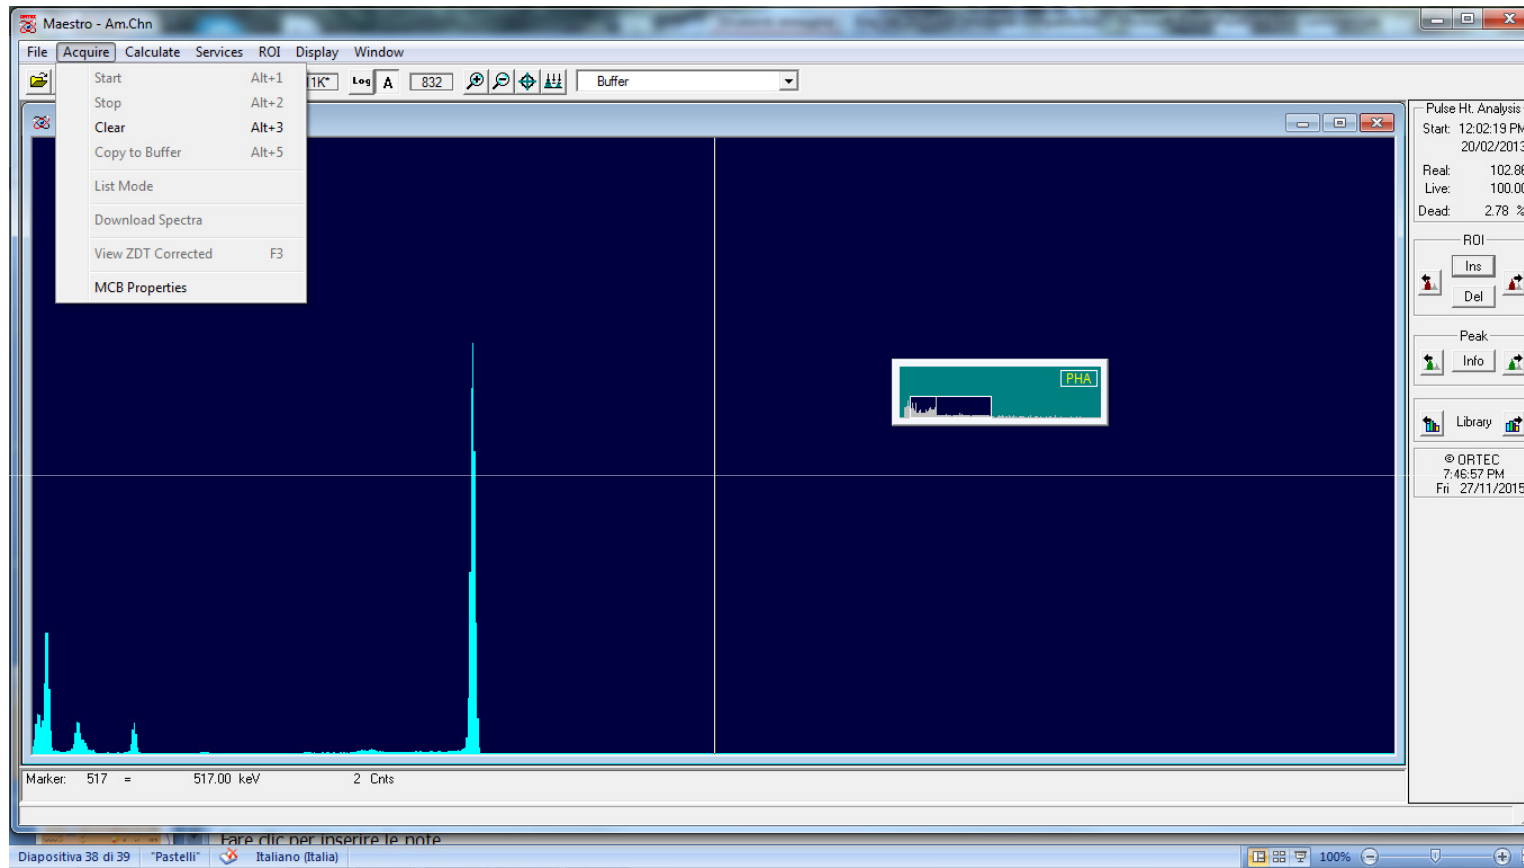 Maestro - Am.Chn
File Acquire Calculate Services ROI Display Window
Start Alt+1
Stop Alt+2
Clear Alt+3
Copy to Buffer Alt+5
List Mode
Download Spectra
View ZDT Corrected F3
MCB Properties
1K* Log A 832 Buffer
PHA
Pulse Ht. Analysis
Start: 12:02:19 PM
20/02/2013
Real: 102.86
Live: 100.00
Dead: 2.78 %
ROI
Ins
Del
Peak
Info
Library
© ORTEC
7:46:57 PM
Fri 27/11/2015
Marker: 517 = 517.00 keV 2 Cnts
Fare clic per inserire le note
Diapositiva 38 di 39 "Pastelli" Italiano (Italia) 100%